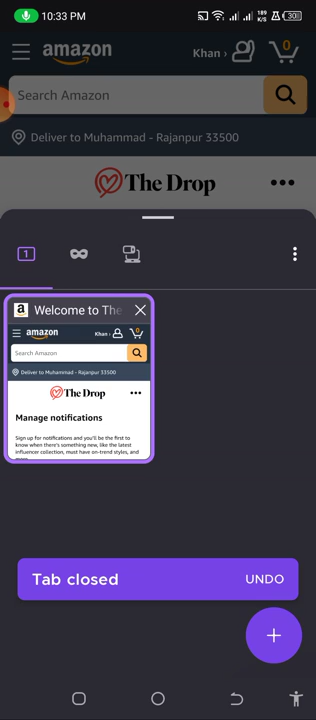 10:33 PM
189
K/S
30
amazon
Khan ›
0
Search Amazon
Deliver to Muhammad - Rajanpur 33500
The Drop
1
Welcome to The
amazon
Khan ›
0
Search Amazon
Deliver to Muhammad - Rajanpur 33500
The Drop
Manage notifications
Sign up for notifications and you'll be the first to
know when there's something new, like the latest
influencer collection, must have on-trend styles, and
Tab closed
UNDO